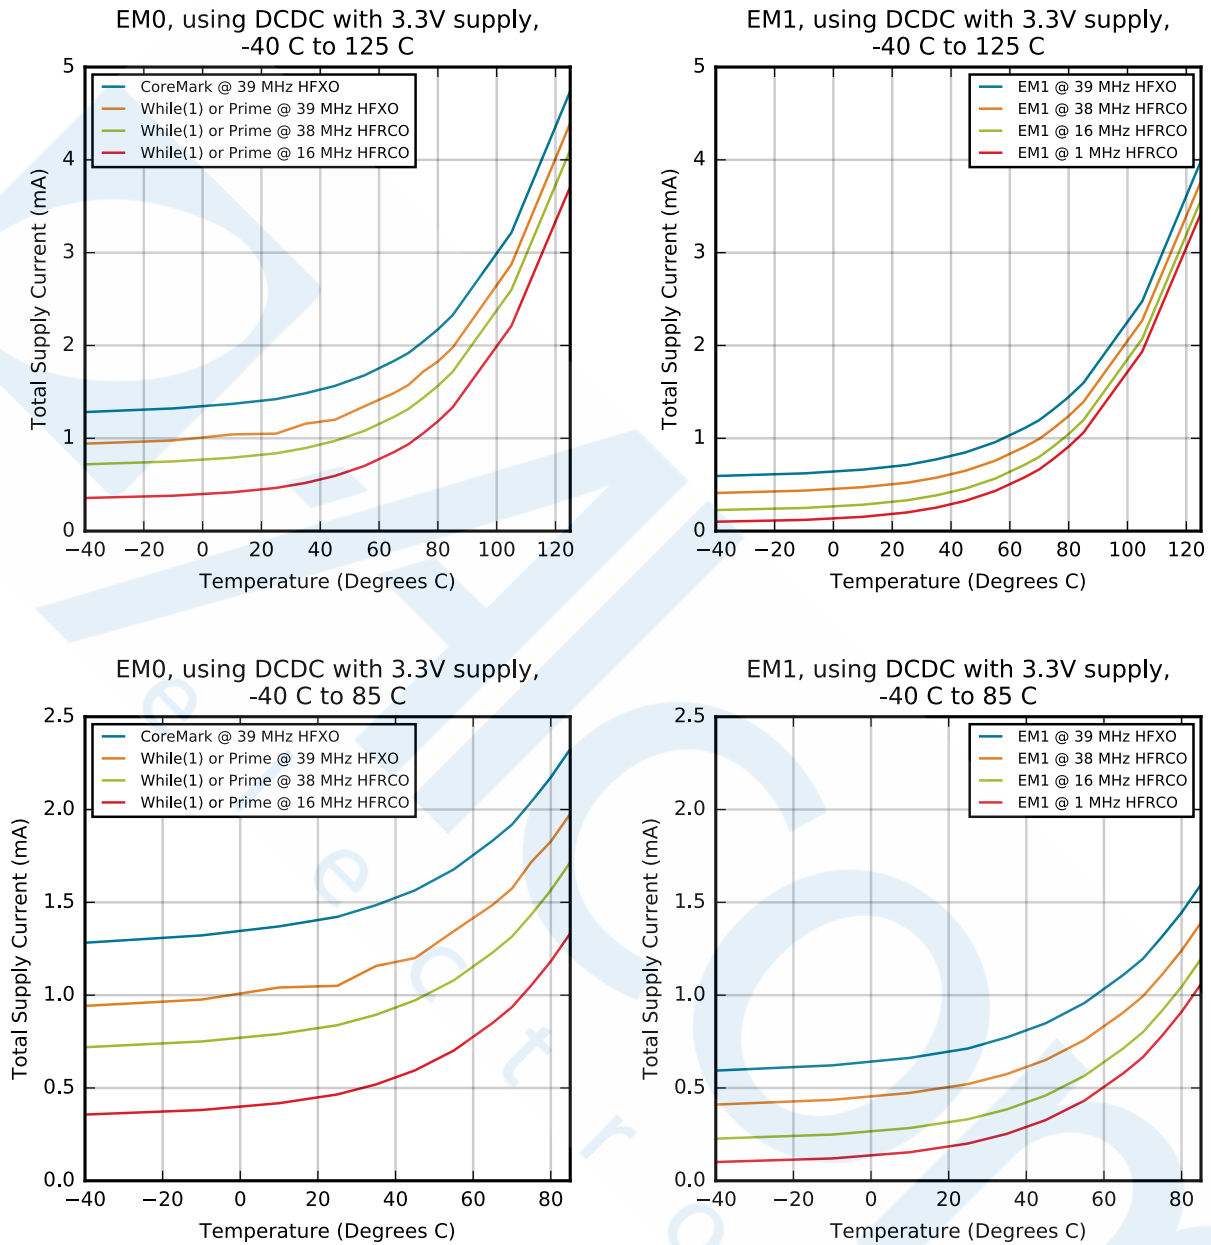 EM0, using DCDC with 3.3V supply,
-40 C to 125 C
CoreMark @ 39 MHz HFXO
While(1) or Prime @ 39 MHz HFXO
While(1) or Prime @ 38 MHz HFRCO
While(1) or Prime @ 16 MHz HFRCO
5
4
3
2
1
0
Total Supply Current (mA)
−40 −20 0 20 40 60 80 100 120
Temperature (Degrees C)
EM1, using DCDC with 3.3V supply,
-40 C to 125 C
EM1 @ 39 MHz HFXO
EM1 @ 38 MHz HFRCO
EM1 @ 16 MHz HFRCO
EM1 @ 1 MHz HFRCO
5
4
3
2
1
0
Total Supply Current (mA)
−40 −20 0 20 40 60 80 100 120
Temperature (Degrees C)
EM0, using DCDC with 3.3V supply,
-40 C to 85 C
CoreMark @ 39 MHz HFXO
While(1) or Prime @ 39 MHz HFXO
While(1) or Prime @ 38 MHz HFRCO
While(1) or Prime @ 16 MHz HFRCO
2.5
2.0
1.5
1.0
0.5
0.0
Total Supply Current (mA)
−40 −20 0 20 40 60 80
Temperature (Degrees C)
EM1, using DCDC with 3.3V supply,
-40 C to 85 C
EM1 @ 39 MHz HFXO
EM1 @ 38 MHz HFRCO
EM1 @ 16 MHz HFRCO
EM1 @ 1 MHz HFRCO
2.5
2.0
1.5
1.0
0.5
0.0
Total Supply Current (mA)
−40 −20 0 20 40 60 80
Temperature (Degrees C)